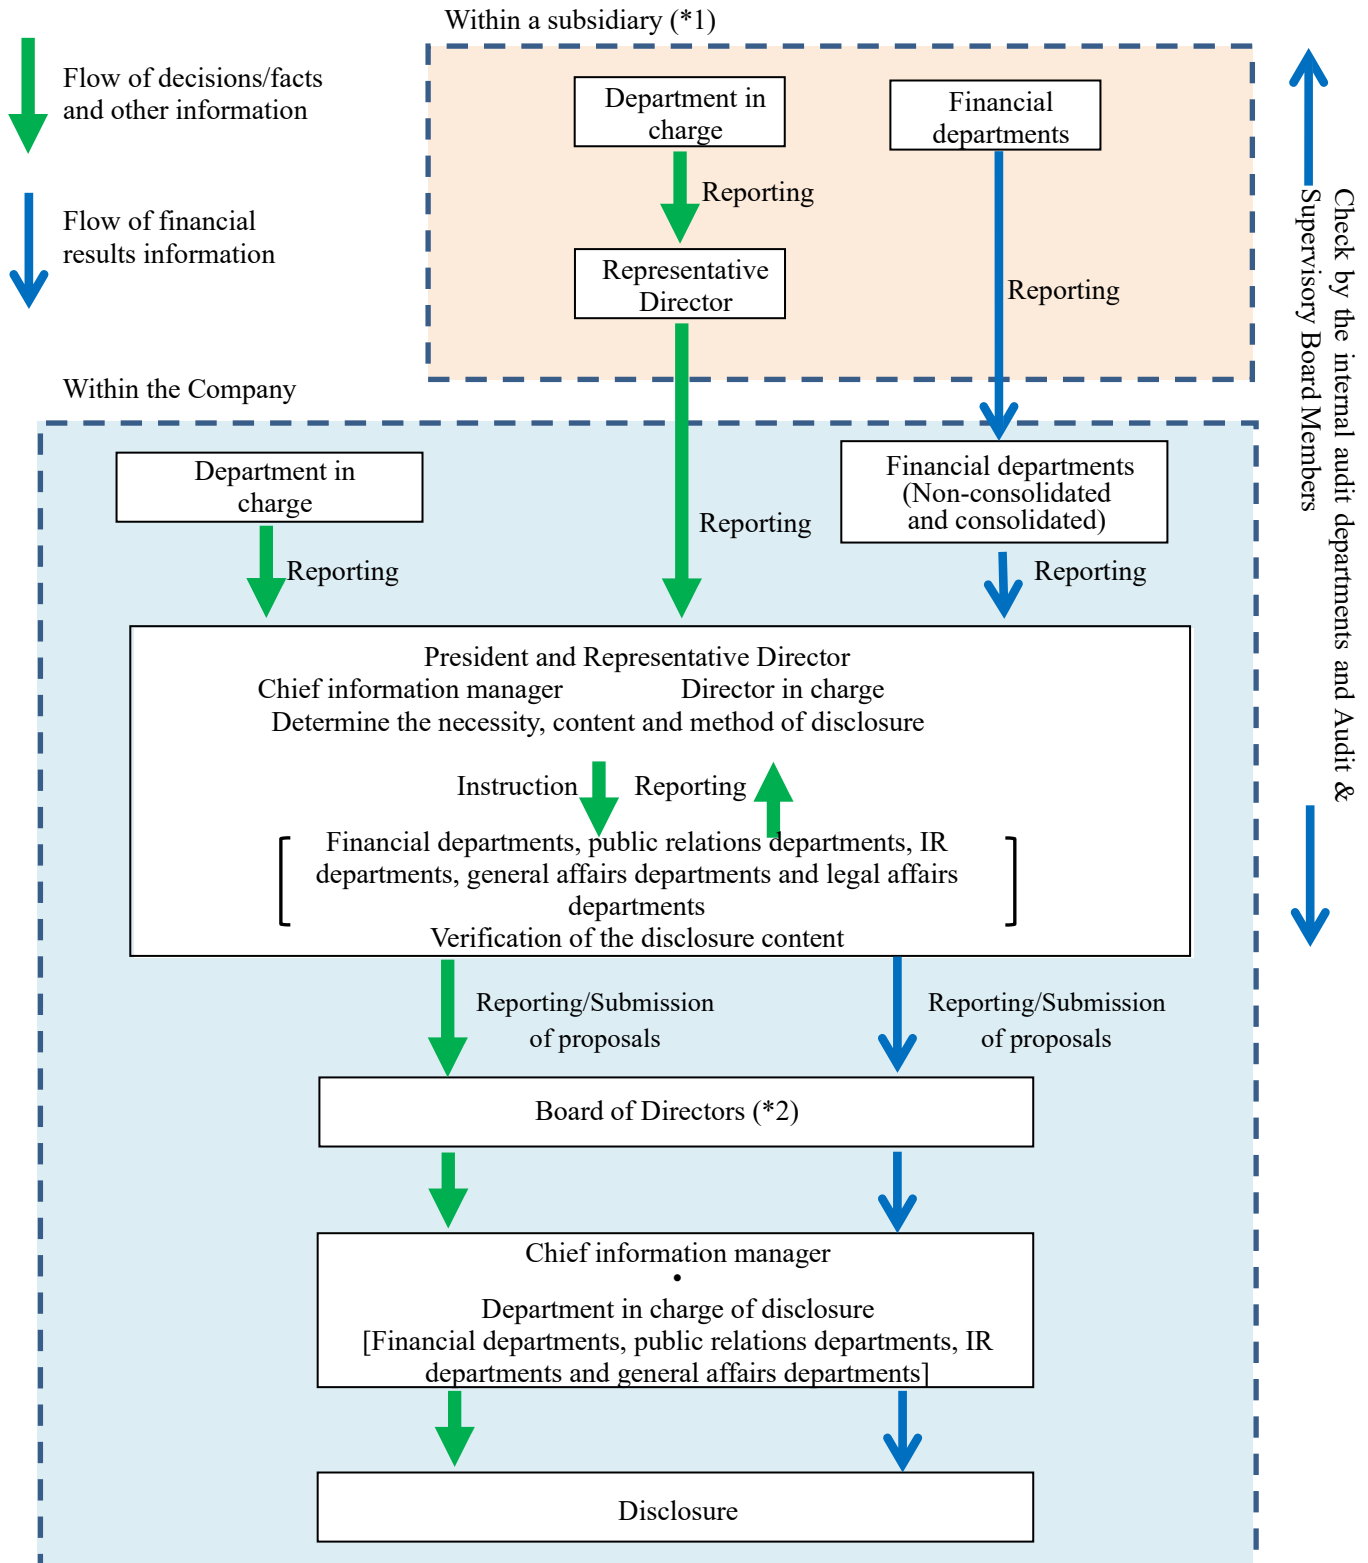 Within a subsidiary (*1)
Flow of decisions/facts
and other information
Flow of financial
results information
Department in
charge
Financial
departments
Reporting
Representative
Director
Reporting
Check by the internal audit departments and Audit &
Supervisory Board Members
Within the Company
Department in
charge
Reporting
Reporting
Financial departments
(Non-consolidated
and consolidated)
Reporting
President and Representative Director
Chief information manager Director in charge
Determine the necessity, content and method of disclosure
Instruction Reporting
Financial departments, public relations departments, IR
departments, general affairs departments and legal affairs
departments
Verification of the disclosure content
Reporting/Submission
of proposals
Reporting/Submission
of proposals
Board of Directors (*2)
Chief information manager
•
Department in charge of disclosure
[Financial departments, public relations departments, IR
departments and general affairs departments]
Disclosure